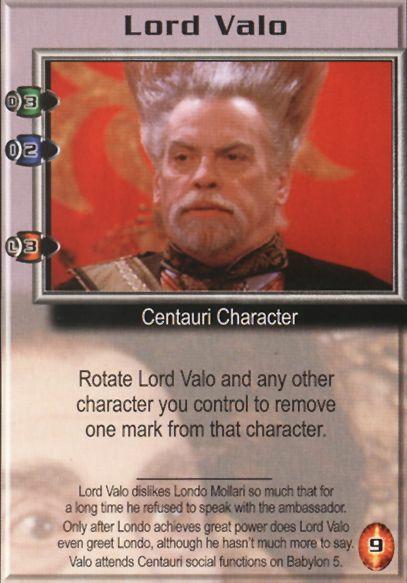 Lord Valo
D 3
I 2
L 3
Centauri Character
Rotate Lord Valo and any other
character you control to remove
one mark from that character.
Lord Valo dislikes Londo Mollari so much that for
a long time he refused to speak with the ambassador.
Only after Londo achieves great power does Lord Valo
even greet Londo, although he hasn't much more to say.
Valo attends Centauri social functions on Babylon 5.
9